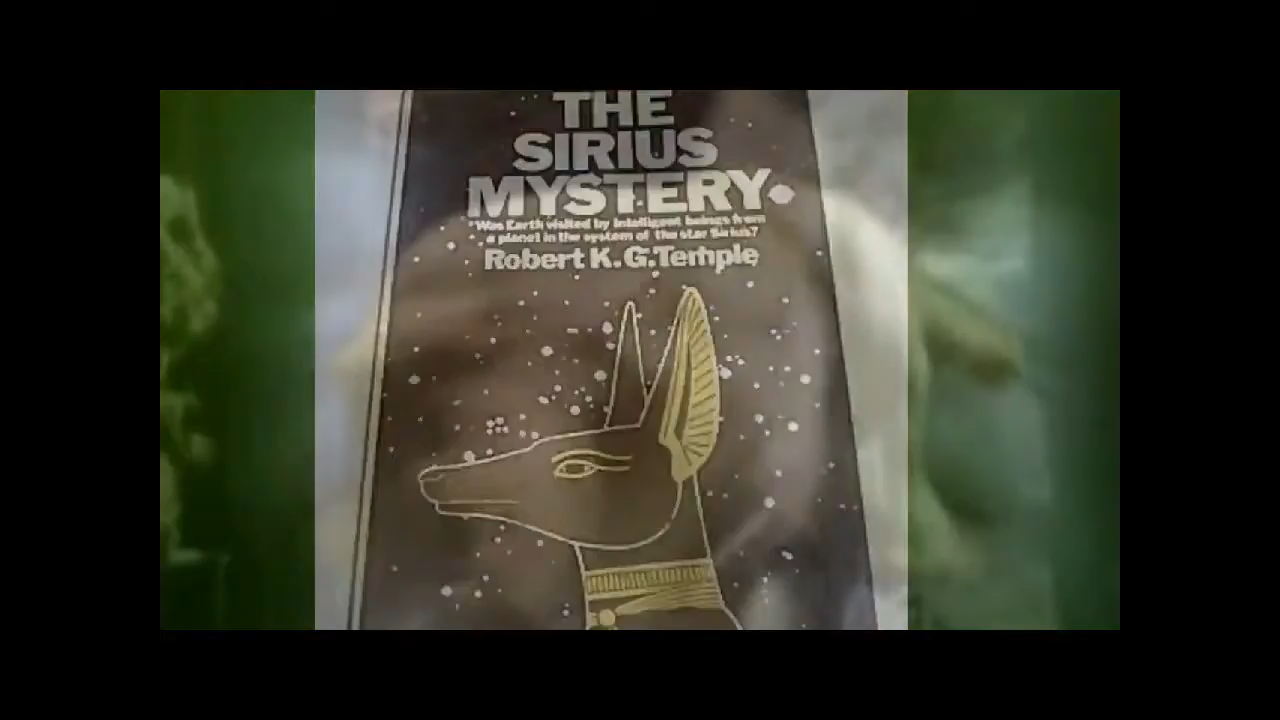 THE
SIRIUS
MYSTERY.
"Was Earth visited by intelligent beings from
a planet in the system of the star Sirius?
Robert K. G. Temple